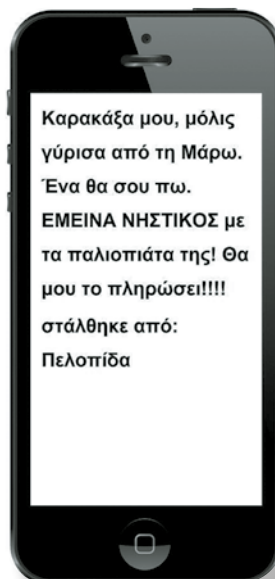 Καρακάξα μου, μόλις
γύρισα από τη Μάρω.
Ένα θα σου πω.
ΕΜΕΙΝΑ ΝΗΣΤΙΚΟΣ με
τα παλιοπιάτα της! Θα
μου το πληρώσει!!!!
στάλθηκε από:
Πελοπίδα